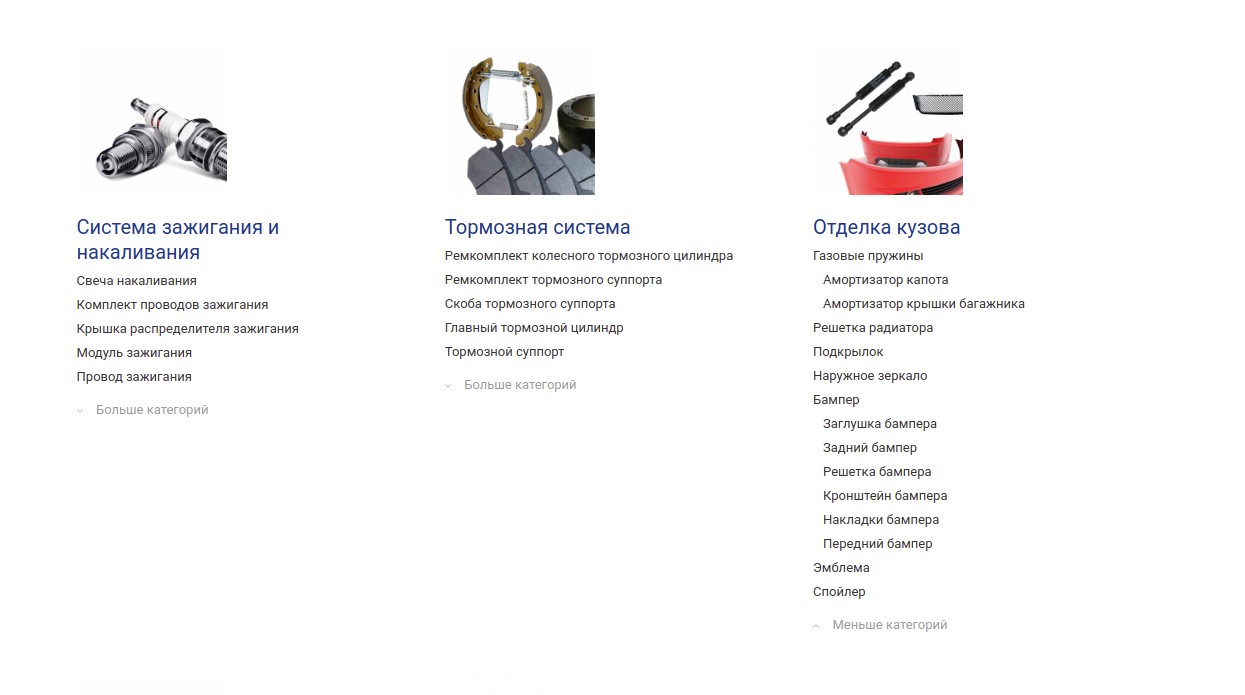 Система зажигания и
накаливания
Свеча накаливания
Комплект проводов зажигания
Крышка распределителя зажигания
Модуль зажигания
Провод зажигания
Больше категорий
Тормозная система
Ремкомплект колесного тормозного цилиндра
Ремкомплект тормозного суппорта
Скоба тормозного суппорта
Главный тормозной цилиндр
Тормозной суппорт
Больше категорий
Отделка кузова
Газовые пружины
Амортизатор капота
Амортизатор крышки багажника
Решетка радиатора
Подкрылок
Наружное зеркало
Бампер
Заглушка бампера
Задний бампер
Решетка бампера
Кронштейн бампера
Накладки бампера
Передний бампер
Эмблема
Спойлер
Меньше категорий